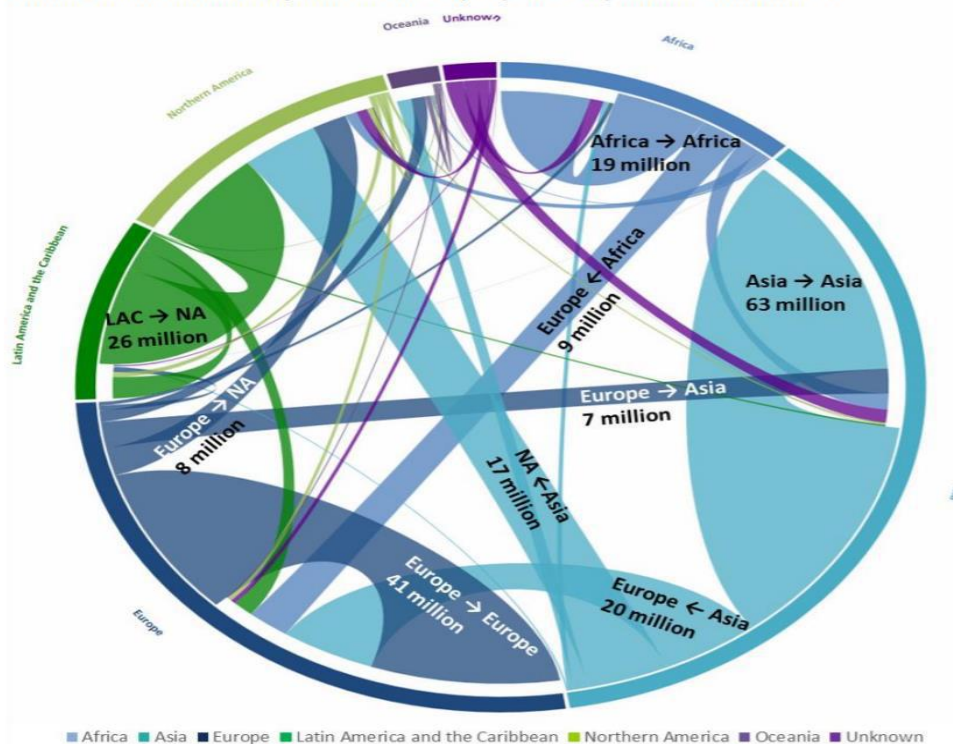 Oceania
Unknown
Africa
Northern America
Latin America and the Caribbean
Europe
Africa → Africa
19 million
Asia → Asia
63 million
LAC → NA
26 million
Europe ← Africa
9 million
Europe → NA
8 million
Europe → Asia
7 million
NA ← Asia
17 million
Europe → Europe
41 million
Europe ← Asia
20 million
Africa Asia Europe Latin America and the Caribbean Northern America Oceania Unknown